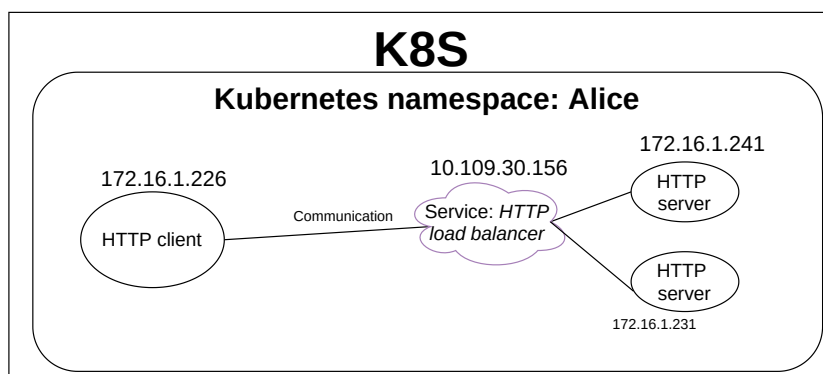 K8S
Kubernetes namespace: Alice
172.16.1.226
HTTP client
Communication
10.109.30.156
Service: HTTP
load balancer
172.16.1.241
HTTP
server
HTTP
server
172.16.1.231